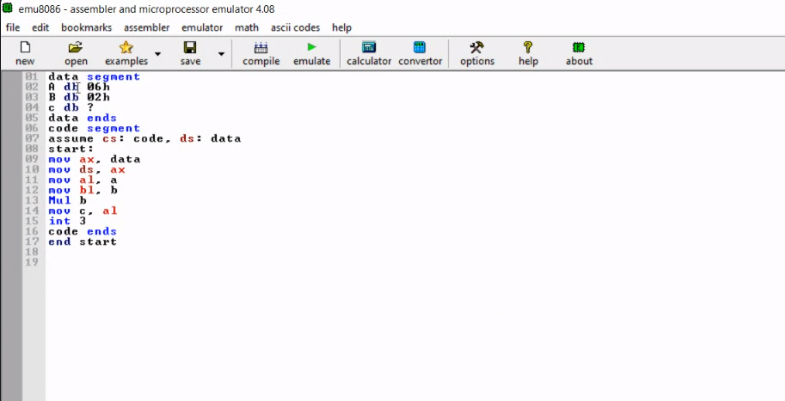 emu8086 - assembler and microprocessor emulator 4.08
file edit bookmarks assembler emulator math ascii codes help
new open examples save compile emulate calculator convertor options help about
01 data segment
02 A db 06h
03 B db 02h
04 c db ?
05 data ends
06 code segment
07 assume cs: code, ds: data
08 start:
09 mov ax, data
10 mov ds, ax
11 mov al, a
12 mov bl, b
13 Mul b
14 mov c, al
15 int 3
16 code ends
17 end start
18
19